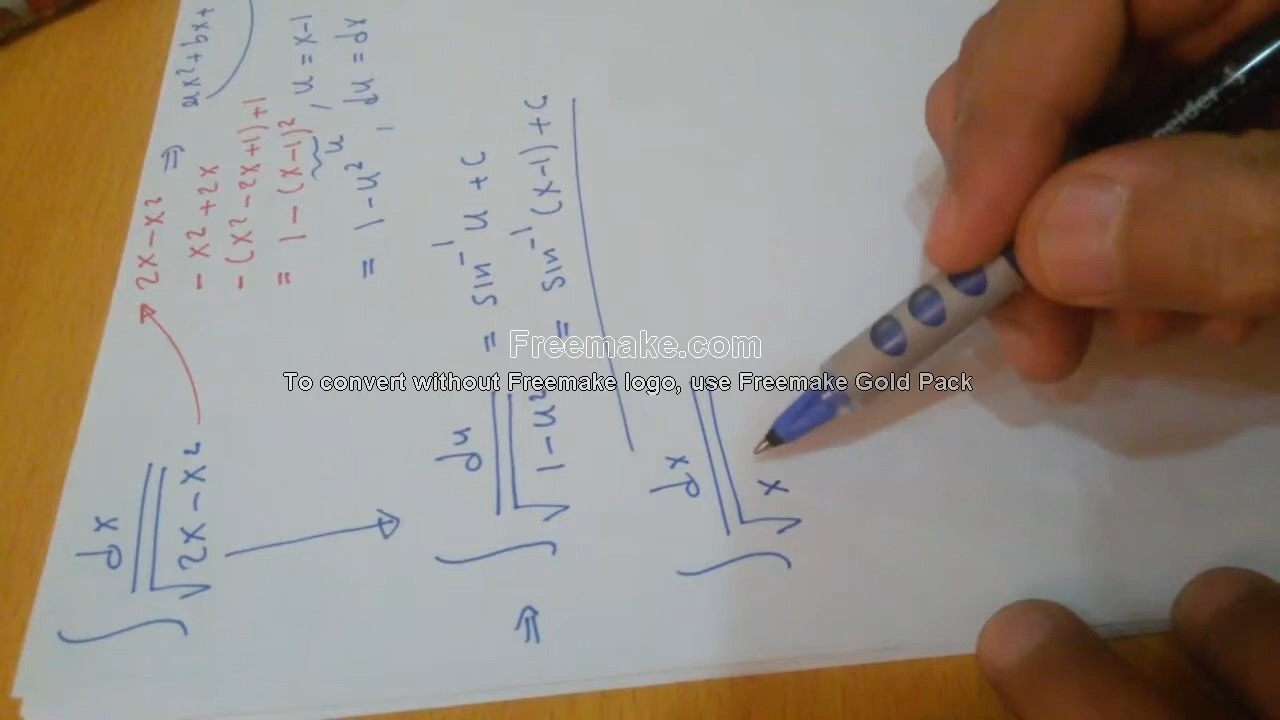 ∫ dx/√(2x-x²)
2x-x² ⇒ ax²+bx+
-x²+2x
-(x²-2x+1)+1
= 1-(x-1)², u=x-1
u
= 1-u², du=dx
⇒ ∫ du/√(1-u²) = sin⁻¹ u + c
= sin⁻¹(x-1)+c
∫ dx/√x
Freemake.com
To convert without Freemake logo, use Freemake Gold Pack